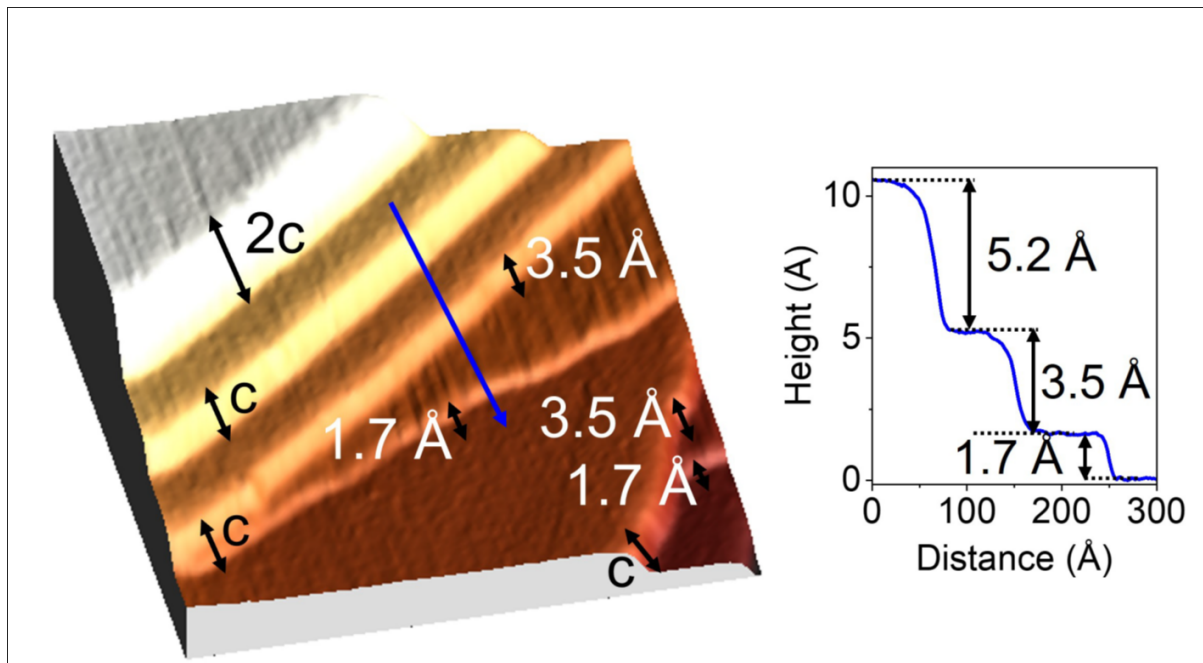 2c
3.5 Å
c
1.7 Å
3.5 Å
1.7 Å
c
c
10
5
0
Height (Å)
5.2 Å
3.5 Å
1.7 Å
0 100 200 300
Distance (Å)